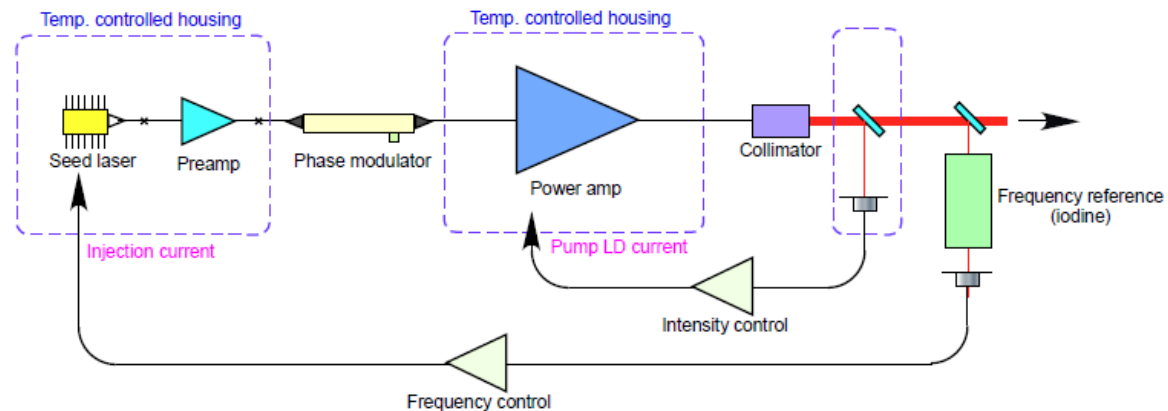 Temp. controlled housing
Temp. controlled housing
Seed laser
Preamp
Phase modulator
Power amp
Collimator
Frequency reference
(iodine)
Injection current
Pump LD current
Intensity control
Frequency control